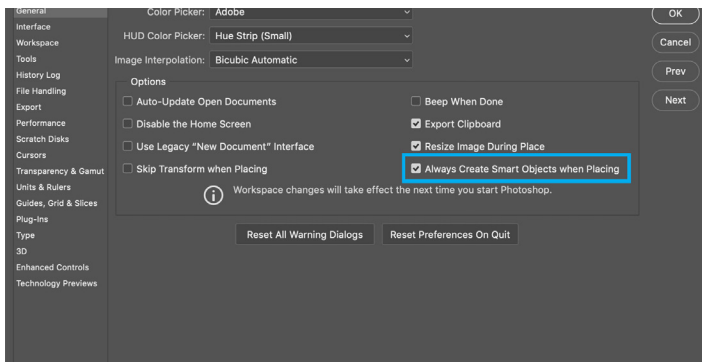 General
Interface
Workspace
Tools
History Log
File Handling
Export
Performance
Scratch Disks
Cursors
Transparency & Gamut
Units & Rulers
Guides, Grid & Slices
Plug-Ins
Type
3D
Enhanced Controls
Technology Previews
Color Picker: Adobe
HUD Color Picker: Hue Strip (Small)
Image Interpolation: Bicubic Automatic
Options
Auto-Update Open Documents
Disable the Home Screen
Use Legacy “New Document” Interface
Skip Transform when Placing
Beep When Done
Export Clipboard
Resize Image During Place
Always Create Smart Objects when Placing
Workspace changes will take effect the next time you start Photoshop.
Reset All Warning Dialogs
Reset Preferences On Quit
OK
Cancel
Prev
Next